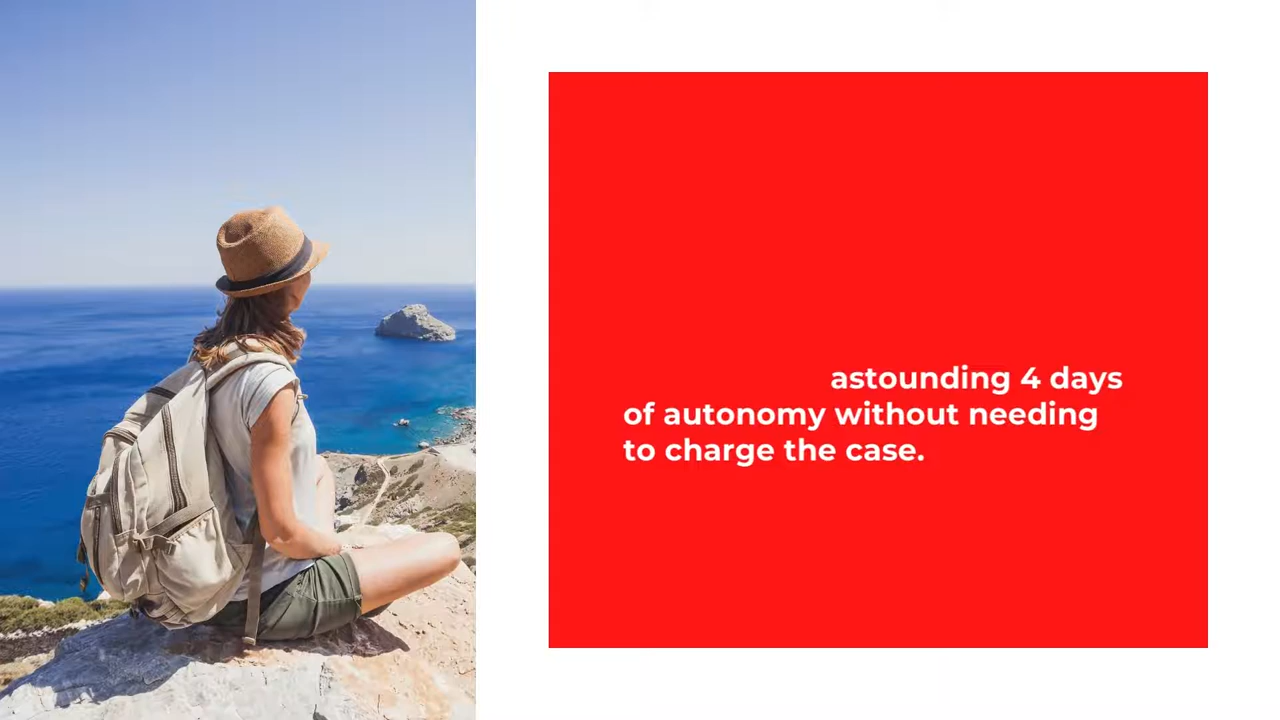 astounding 4 days
of autonomy without needing
to charge the case.